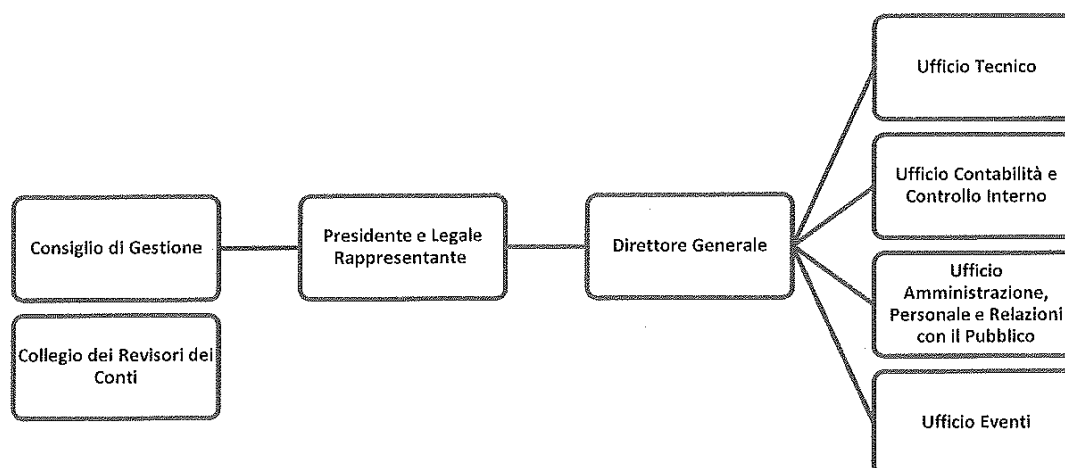 Consiglio di Gestione
Collegio dei Revisori dei
Conti
Presidente e Legale
Rappresentante
Direttore Generale
Ufficio Tecnico
Ufficio Contabilità e
Controllo Interno
Ufficio
Amministrazione,
Personale e Relazioni
con il Pubblico
Ufficio Eventi